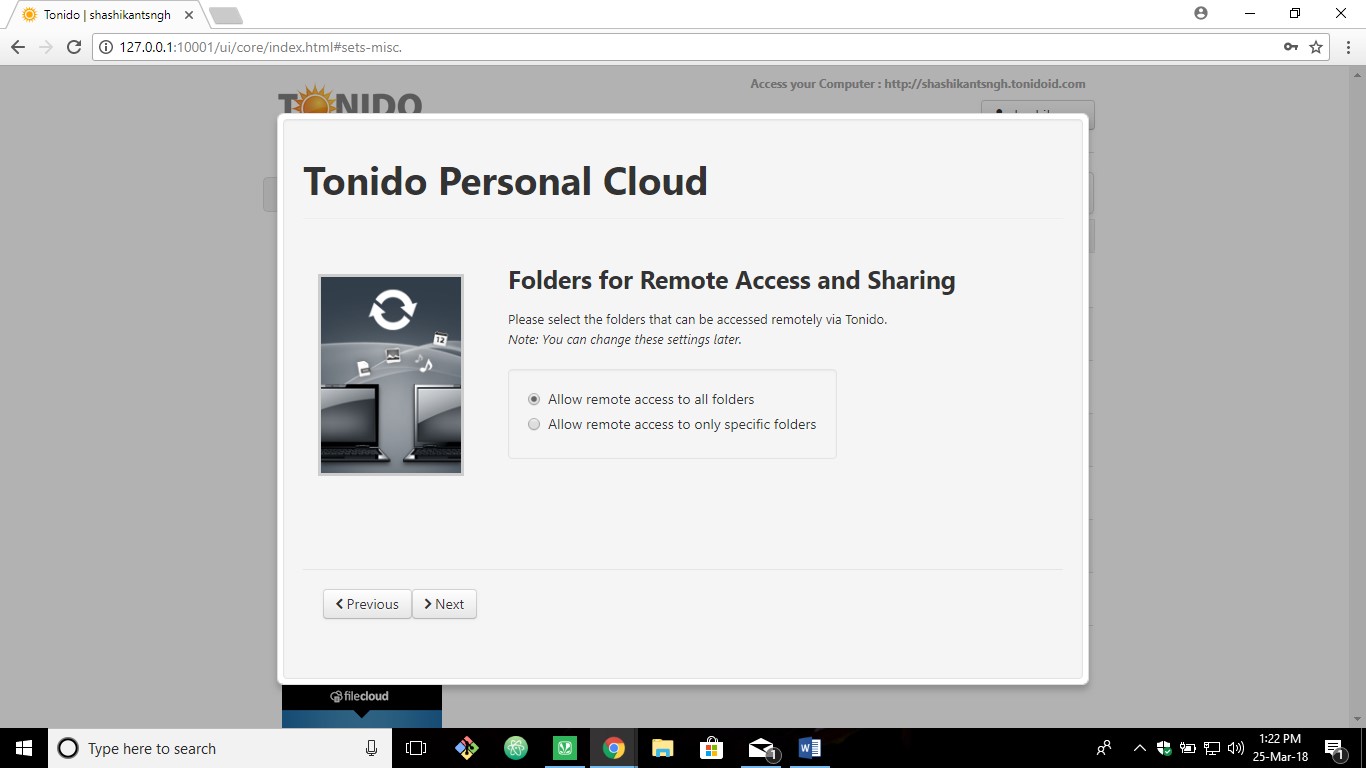 Tonido | shashikantsngh
127.0.0.1:10001/ui/core/index.html#sets-misc.
Access your Computer : http://shashikantsngh.tonidoid.com
TONIDO
Tonido Personal Cloud
Folders for Remote Access and Sharing
Please select the folders that can be accessed remotely via Tonido.
Note: You can change these settings later.
12
Allow remote access to all folders
Allow remote access to only specific folders
Previous Next
filecloud
Type here to search
1
1:22 PM
25-Mar-18
1